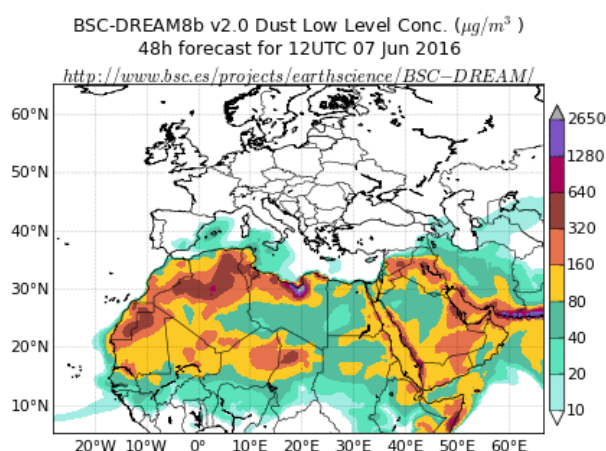 BSC-DREAM8b v2.0 Dust Low Level Conc. (μg/m³ )
48h forecast for 12UTC 07 Jun 2016
http://www.bsc.es/projects/earthscience/BSC−DREAM/
60°N
50°N
40°N
30°N
20°N
10°N
20°W 10°W 0° 10°E 20°E 30°E 40°E 50°E 60°E
2650
1280
640
320
160
80
40
20
10